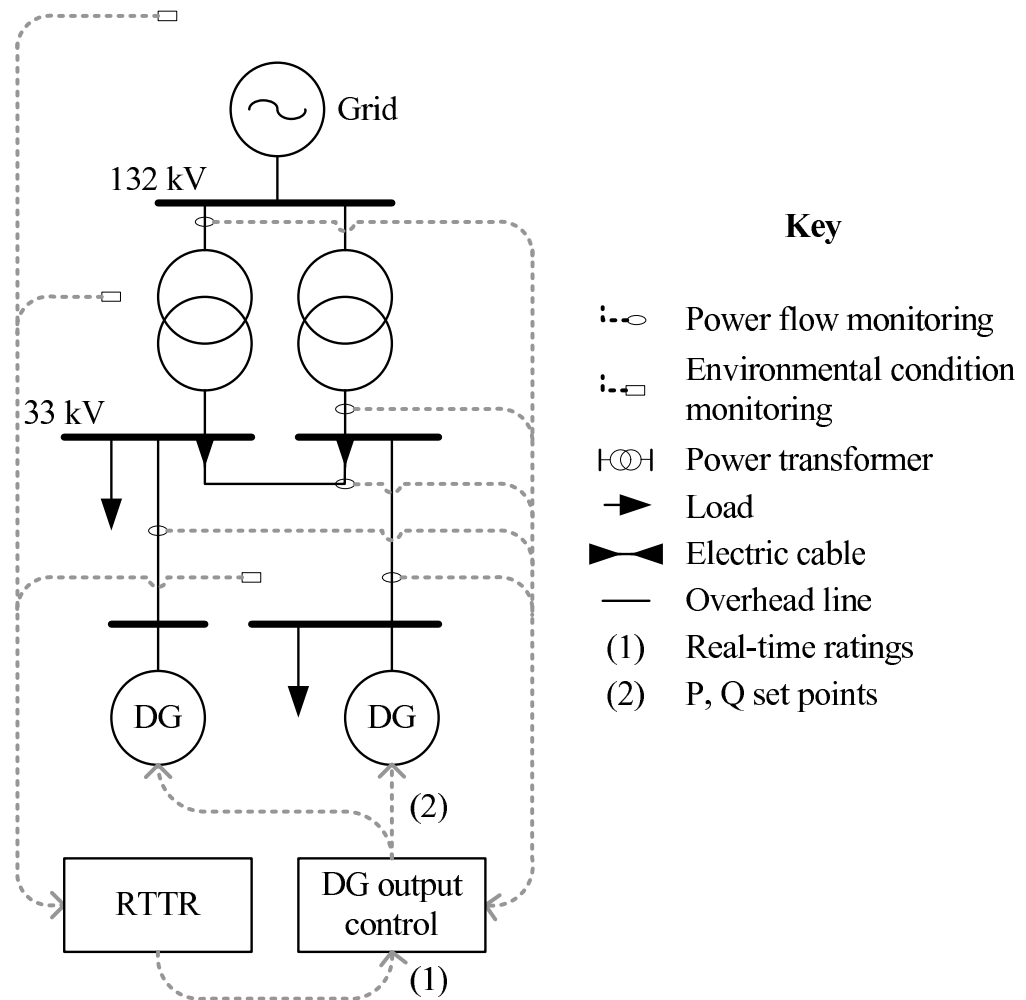 Grid
132 kV
33 kV
DG
DG
(2)
RTTR
DG output
control
(1)
Key
Power flow monitoring
Environmental condition
monitoring
Power transformer
Load
Electric cable
Overhead line
(1) Real-time ratings
(2) P, Q set points